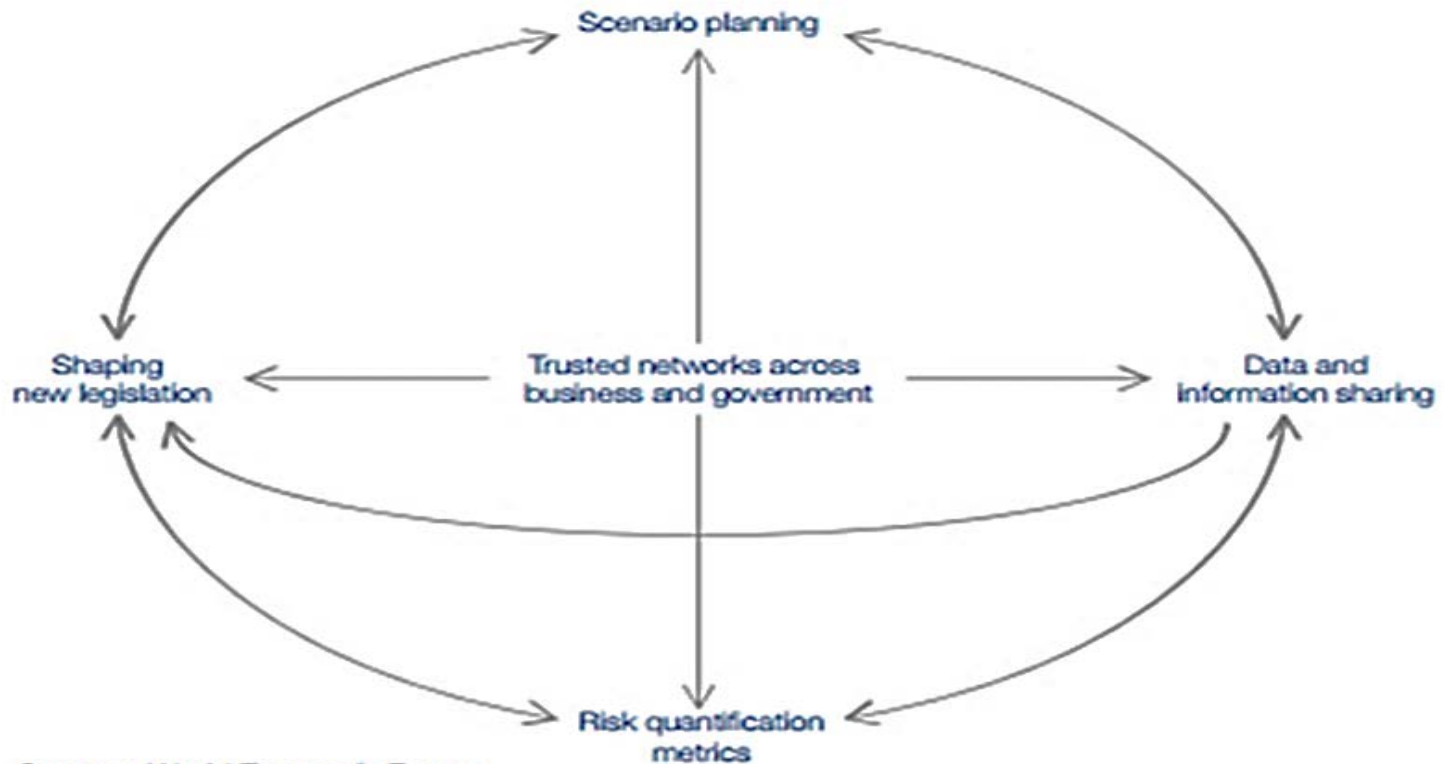 Scenario planning
Shaping
new legislation
Trusted networks across
business and government
Data and
information sharing
Risk quantification
metrics